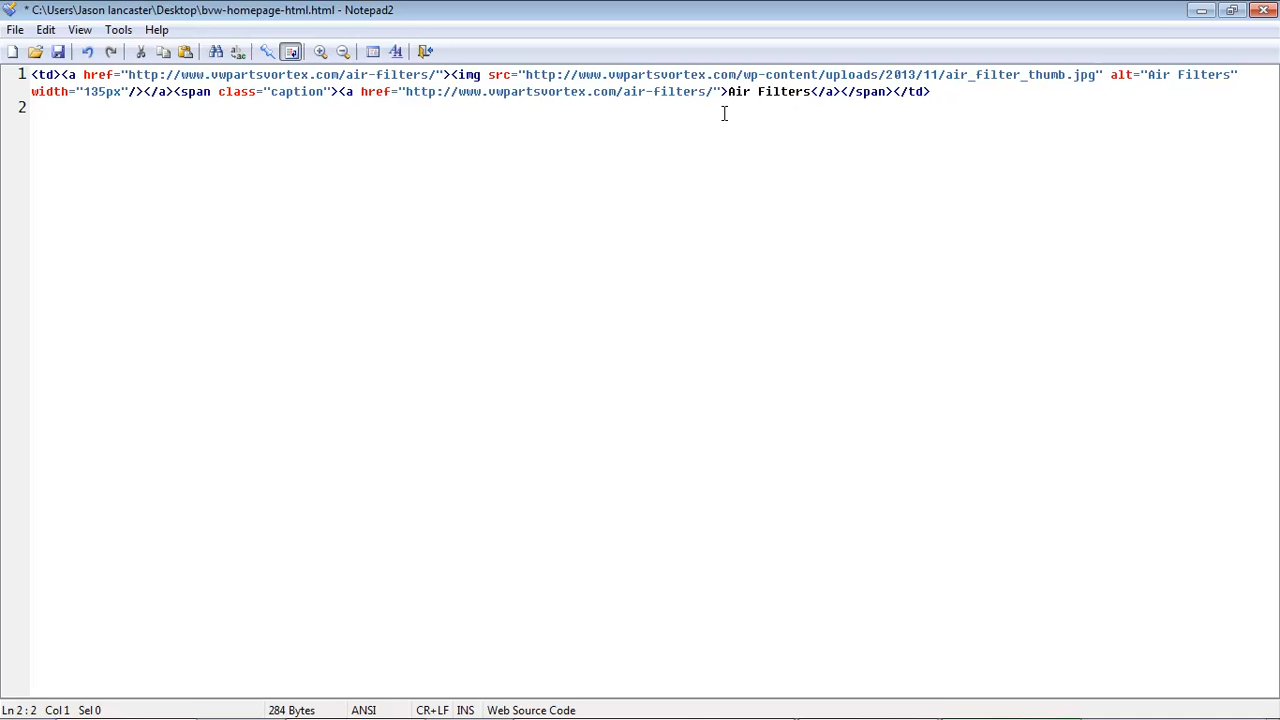 * C:\Users\Jason lancaster\Desktop\bvw-homepage-html.html - Notepad2
File Edit View Tools Help
1 <td><a href="http://www.vwpartsvortex.com/air-filters/"><img src="http://www.vwpartsvortex.com/wp-content/uploads/2013/11/air_filter_thumb.jpg" alt="Air Filters"
width="135px"/></a><span class="caption"><a href="http://www.vwpartsvortex.com/air-filters/">Air Filters</a></span></td>
2
Ln 2 : 2 Col 1 Sel 0 284 Bytes ANSI CR+LF INS Web Source Code